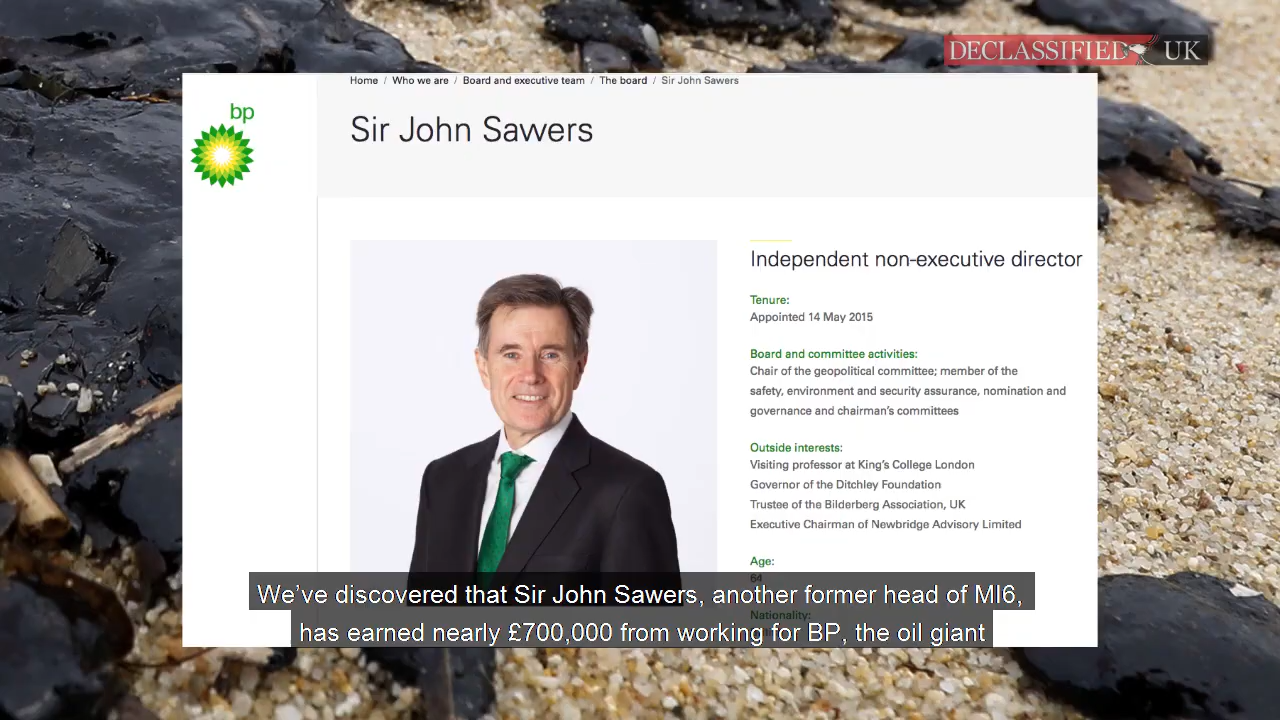 DECLASSIFIED UK
Home / Who we are / Board and executive team / The board / Sir John Sawers
bp
Sir John Sawers
Independent non-executive director
Tenure:
Appointed 14 May 2015
Board and committee activities:
Chair of the geopolitical committee; member of the
safety, environment and security assurance, nomination and
governance and chairman's committees
Outside interests:
Visiting professor at King's College London
Governor of the Ditchley Foundation
Trustee of the Bilderberg Association, UK
Executive Chairman of Newbridge Advisory Limited
Age:
64
Nationality:
We've discovered that Sir John Sawers, another former head of MI6,
has earned nearly £700,000 from working for BP, the oil giant